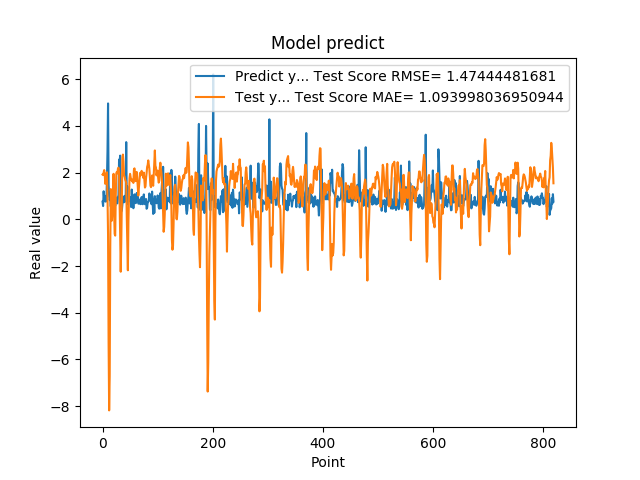 Model predict
Predict y... Test Score RMSE= 1.47444481681
Test y... Test Score MAE= 1.093998036950944
Real value
6
4
2
0
−2
−4
−6
−8
0 200 400 600 800
Point